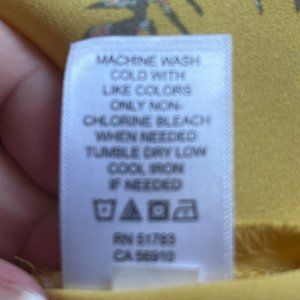 MACHINE WASH
COLD WITH
LIKE COLORS
ONLY NON-
CHLORINE BLEACH
WHEN NEEDED
TUMBLE DRY LOW
COOL IRON
IF NEEDED
RN 51783
CA 56510